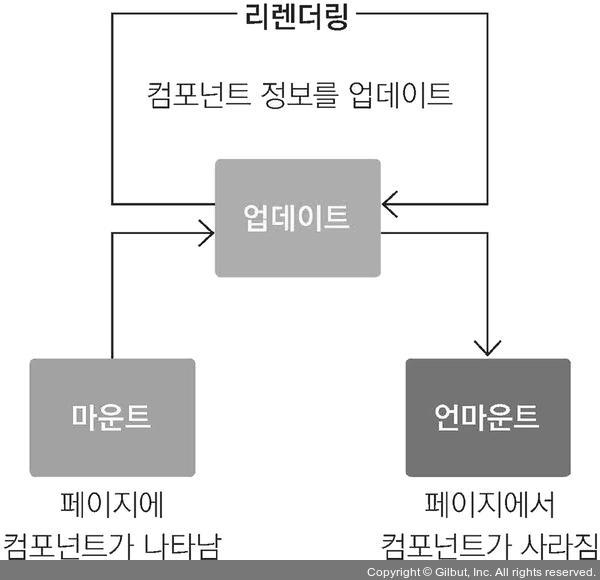 리렌더링
컴포넌트 정보를 업데이트
업데이트
마운트
언마운트
페이지에
컴포넌트가 나타남
페이지에서
컴포넌트가 사라짐
Copyright © Gilbut, Inc. All rights reserved.